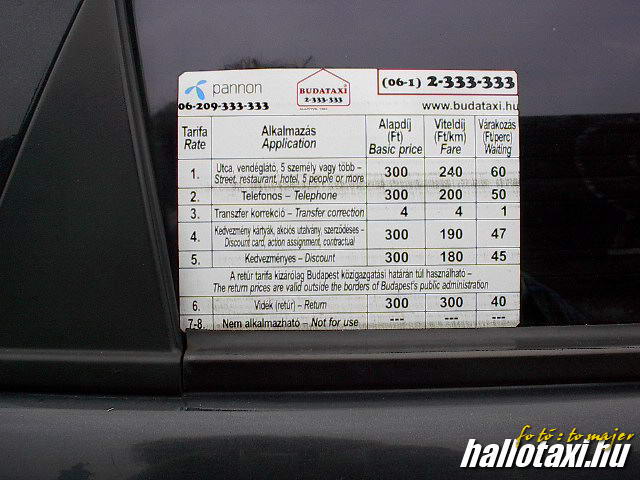 pannon
BUDATAXI
2-333-333
(06-1) 2-333-333
06-209-333-333
www.budataxi.hu
Tarifa Rate
Alkalmazás Application
Alapdíj (Ft) Basic price
Viteldíj (Ft/km) Fare
Várakozás (Ft/perc) Waiting
1. Utca, vendéglátó, 5 személy vagy több – 300 240 60
Street, restaurant, hotel, 5 people or more
2. Telefonos – Telephone 300 200 50
3. Transzfer korrekció – Transfer correction 4 4 1
4. Kedvezmény kártyák, akciós utalvány, szerződéses – 300 190 47
Discount card, action assignment, contractual
5. Kedvezményes – Discount 300 180 45
A retúr tarifa kizárólag Budapest közigazgatási határán túl használható –
The return prices are valid outside the borders of Budapest's public administration
6. Vidék (retúr) – Return 300 300 40
7-8. Nem alkalmazható – Not for use --- --- ---
fotó: tomajer
hallotaxi.hu